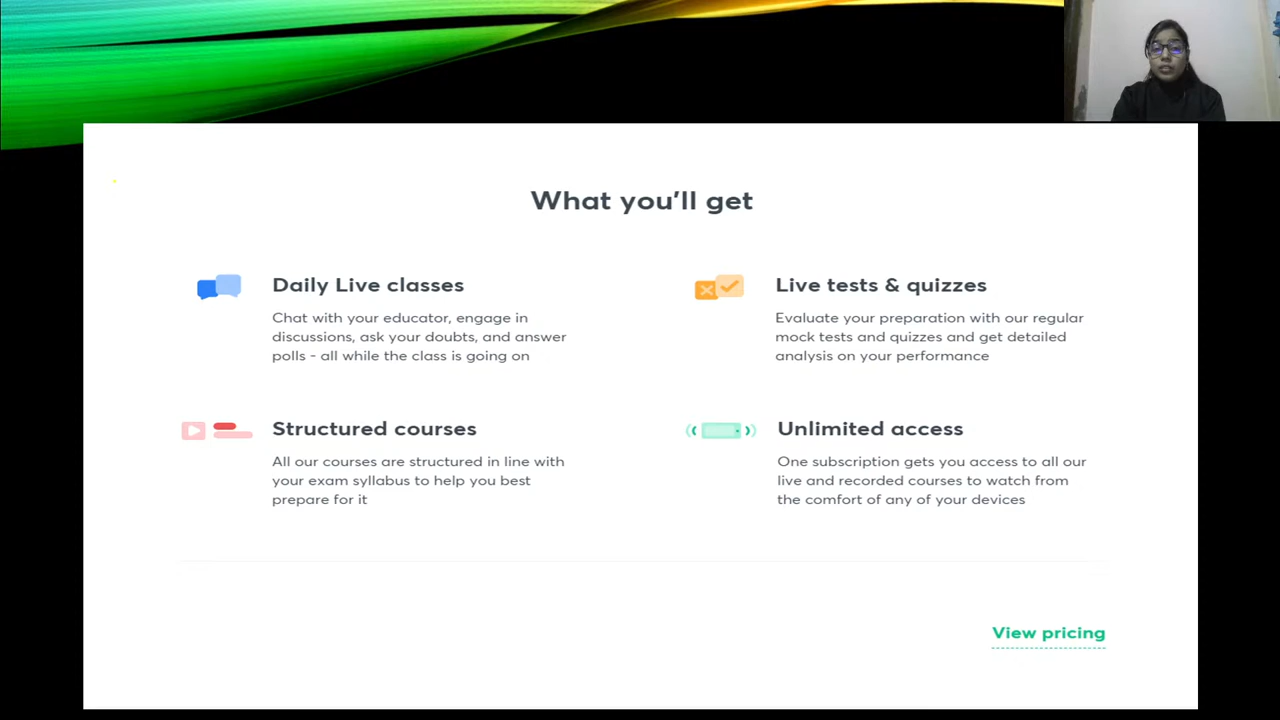 What you'll get
Daily Live classes
Chat with your educator, engage in
discussions, ask your doubts, and answer
polls - all while the class is going on
Live tests & quizzes
Evaluate your preparation with our regular
mock tests and quizzes and get detailed
analysis on your performance
Structured courses
All our courses are structured in line with
your exam syllabus to help you best
prepare for it
Unlimited access
One subscription gets you access to all our
live and recorded courses to watch from
the comfort of any of your devices
View pricing